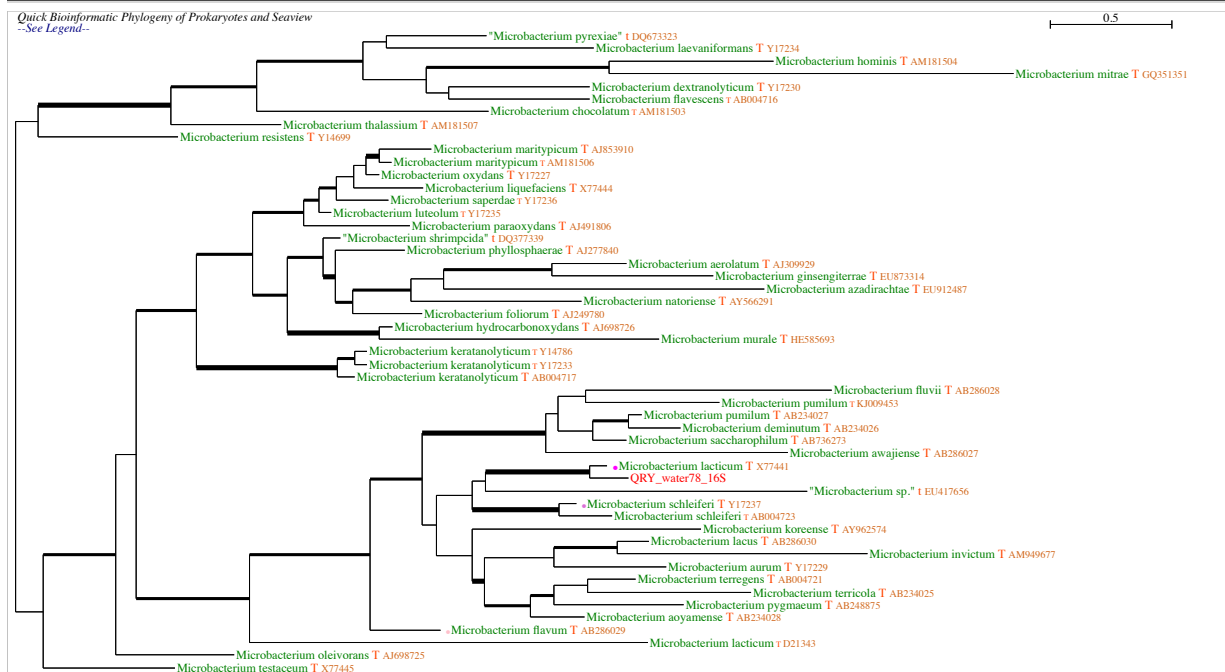 Quick Bioinformatic Phylogeny of Prokaryotes and Seaview
--See Legend--
0.5
"Microbacterium pyrexiae" t DQ673323
Microbacterium laevaniformans T Y17234
Microbacterium hominis T AM181504
Microbacterium mitrae T GQ351351
Microbacterium dextranolyticum T Y17230
Microbacterium flavescens T AB004716
Microbacterium chocolatum T AM181503
Microbacterium thalassium T AM181507
Microbacterium resistens T Y14699
Microbacterium maritypicum T AJ853910
Microbacterium maritypicum T AM181506
Microbacterium oxydans T Y17227
Microbacterium liquefaciens T X77444
Microbacterium saperdae T Y17236
Microbacterium luteolum T Y17235
Microbacterium paraoxydans T AJ491806
"Microbacterium shrimpcida" t DQ377339
Microbacterium phyllosphaerae T AJ277840
Microbacterium aerolatum T AJ309929
Microbacterium ginsengiterrae T EU873314
Microbacterium azadirachtae T EU912487
Microbacterium natoriense T AY566291
Microbacterium foliorum T AJ249780
Microbacterium hydrocarbonoxydans T AJ698726
Microbacterium murale T HE585693
Microbacterium keratanolyticum T Y14786
Microbacterium keratanolyticum T Y17233
Microbacterium keratanolyticum T AB004717
Microbacterium fluvii T AB286028
Microbacterium pumilum T KJ009453
Microbacterium pumilum T AB234027
Microbacterium deminutum T AB234026
Microbacterium saccharophilum T AB736273
Microbacterium awajiense T AB286027
Microbacterium lacticum T X77441
QRY_water78_16S
"Microbacterium sp." t EU417656
Microbacterium schleiferi T Y17237
Microbacterium schleiferi T AB004723
Microbacterium koreense T AY962574
Microbacterium lacus T AB286030
Microbacterium invictum T AM949677
Microbacterium aurum T Y17229
Microbacterium terregens T AB004721
Microbacterium terricola T AB234025
Microbacterium pygmaeum T AB248875
Microbacterium aoyamense T AB234028
Microbacterium flavum T AB286029
Microbacterium lacticum T D21343
Microbacterium oleivorans T AJ698725
Microbacterium testaceum T X77445